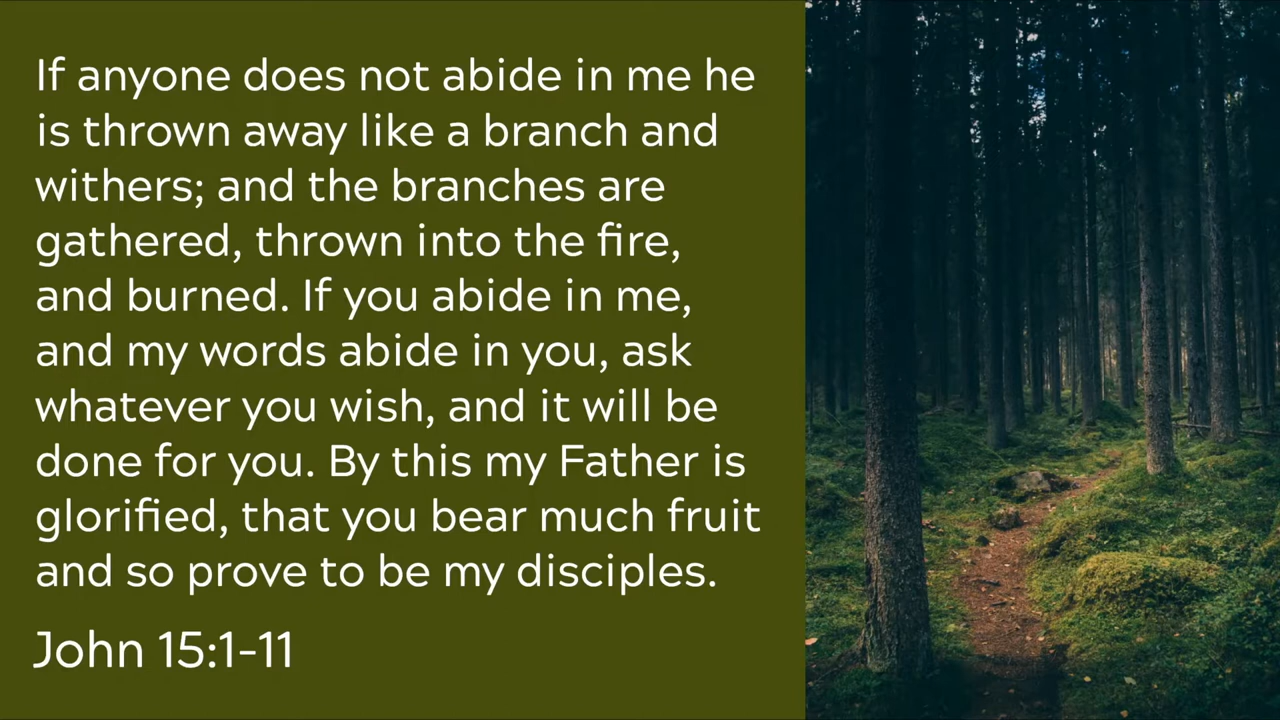 If anyone does not abide in me he
is thrown away like a branch and
withers; and the branches are
gathered, thrown into the fire,
and burned. If you abide in me,
and my words abide in you, ask
whatever you wish, and it will be
done for you. By this my Father is
glorified, that you bear much fruit
and so prove to be my disciples.
John 15:1-11